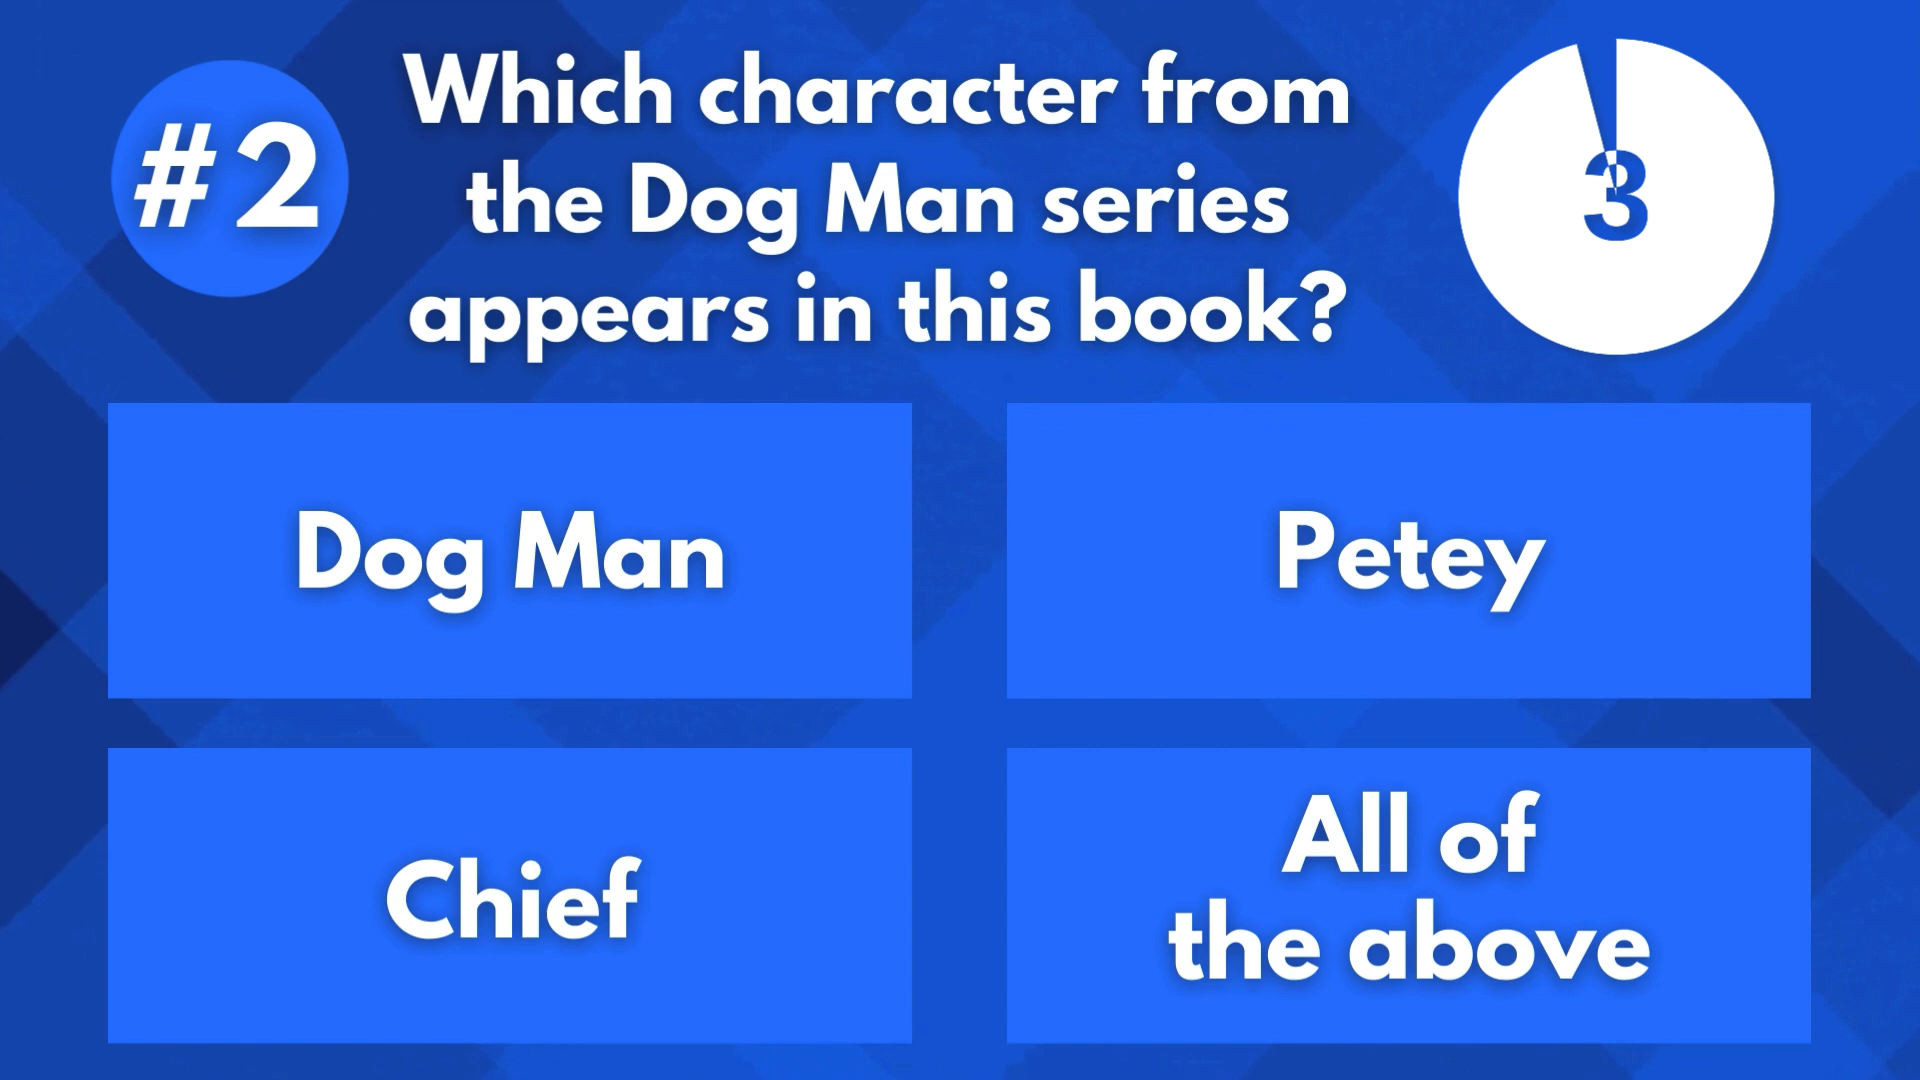 #2
Which character from
the Dog Man series
appears in this book?
3
Dog Man
Petey
Chief
All of
the above